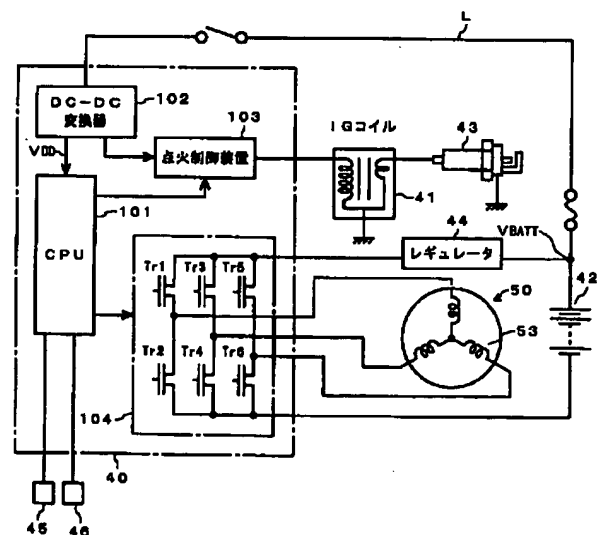 L
DC-DC
変換器
102
103
IGコイル
43
VDD
点火制御装置
101
41
CPU
44
VBATT
レギュレータ
42
Tr1
Tr3
Tr5
50
53
Tr2
Tr4
Tr6
104
40
45
46